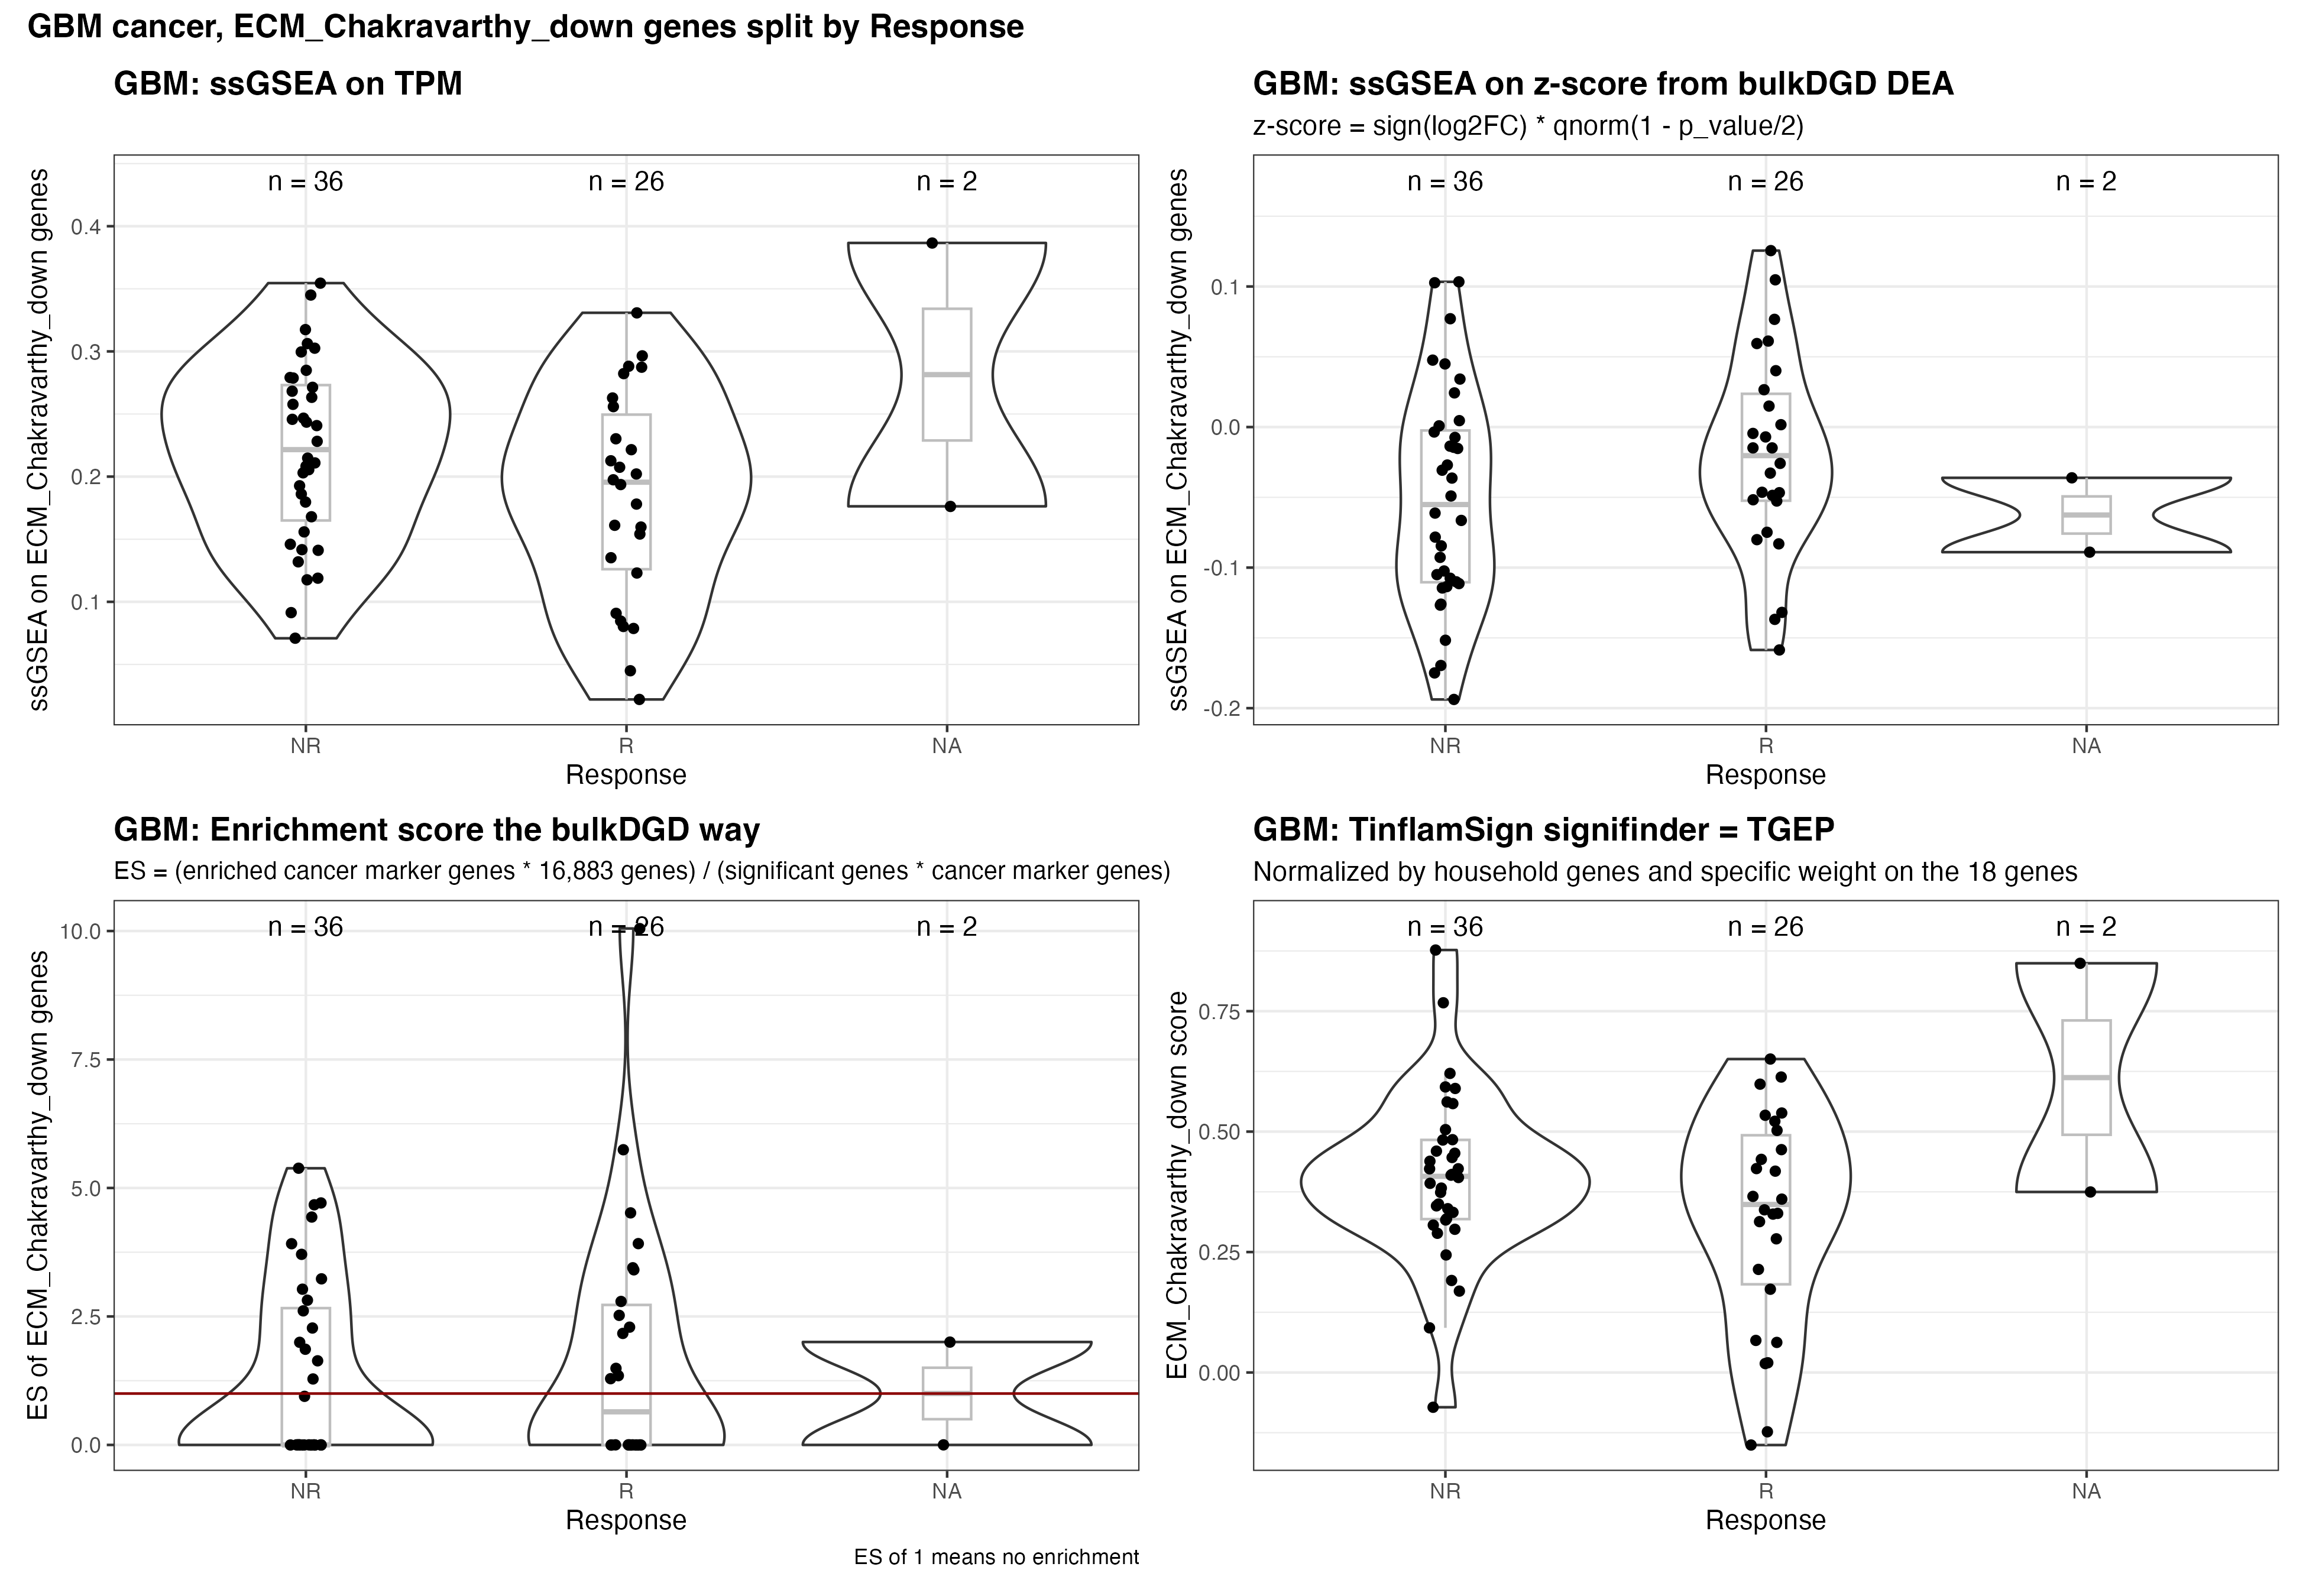 GBM cancer, ECM_Chakravarthy_down genes split by Response
GBM: ssGSEA on TPM
ssGSEA on ECM_Chakravarthy_down genes
0.4
0.3
0.2
0.1
n = 36
n = 26
n = 2
NR
R
NA
Response
GBM: ssGSEA on z-score from bulkDGD DEA
z-score = sign(log2FC) * qnorm(1 - p_value/2)
ssGSEA on ECM_Chakravarthy_down genes
0.1
0.0
-0.1
-0.2
n = 36
n = 26
n = 2
NR
R
NA
Response
GBM: Enrichment score the bulkDGD way
ES = (enriched cancer marker genes * 16,883 genes) / (significant genes * cancer marker genes)
ES of ECM_Chakravarthy_down genes
10.0
7.5
5.0
2.5
0.0
n = 36
n = 26
n = 2
NR
R
NA
Response
ES of 1 means no enrichment
GBM: TinflamSign signifinder = TGEP
Normalized by household genes and specific weight on the 18 genes
ECM_Chakravarthy_down score
0.75
0.50
0.25
0.00
n = 36
n = 26
n = 2
NR
R
NA
Response